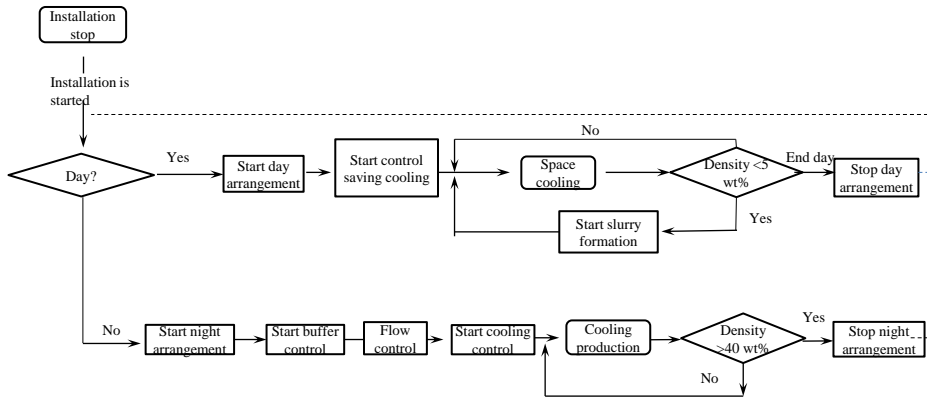 Installation
stop
Installation is
started
No
Yes
Day?
Start day
arrangement
Start control
saving cooling
Space
cooling
Density <5
wt%
End day
Stop day
arrangement
Yes
Start slurry
formation
No
Start night
arrangement
Start buffer
control
Flow
control
Start cooling
control
Cooling
production
Density
>40 wt%
Yes
Stop night
arrangement
No